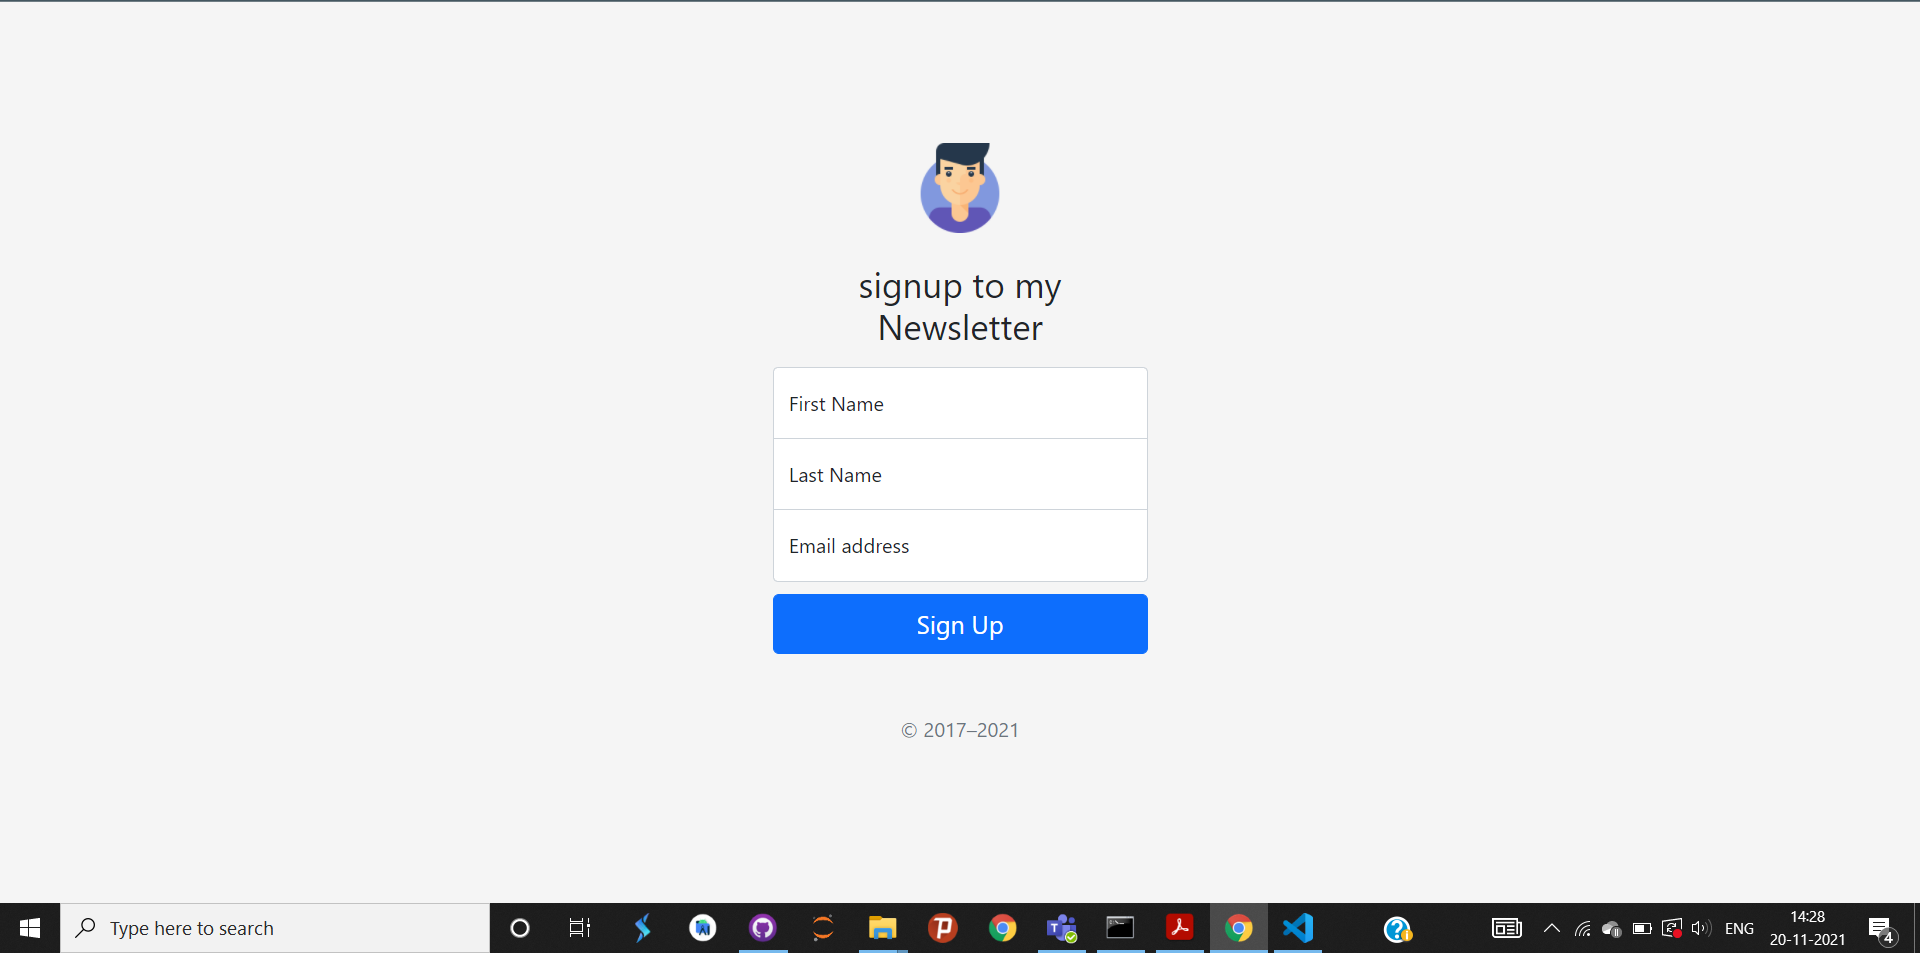 signup to my
Newsletter
First Name
Last Name
Email address
Sign Up
© 2017–2021
Type here to search
ENG
14:28
20-11-2021
4